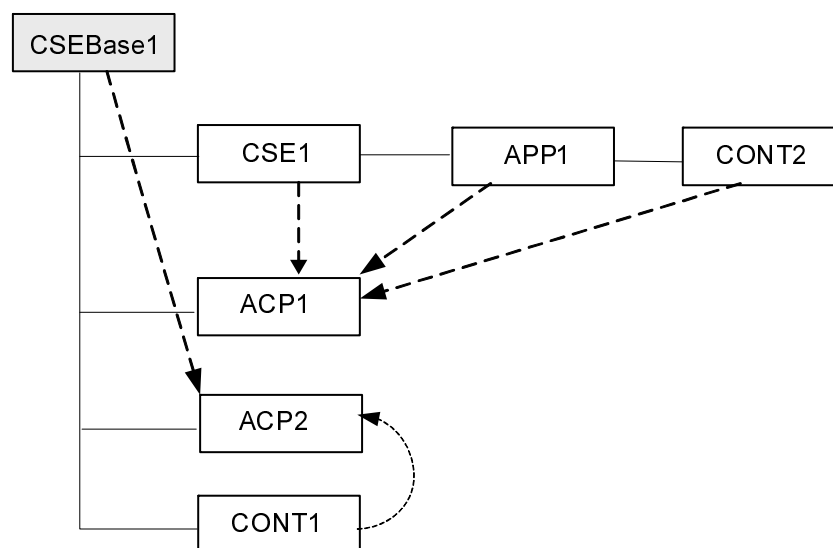 CSEBase1
CSE1
APP1
CONT2
ACP1
ACP2
CONT1